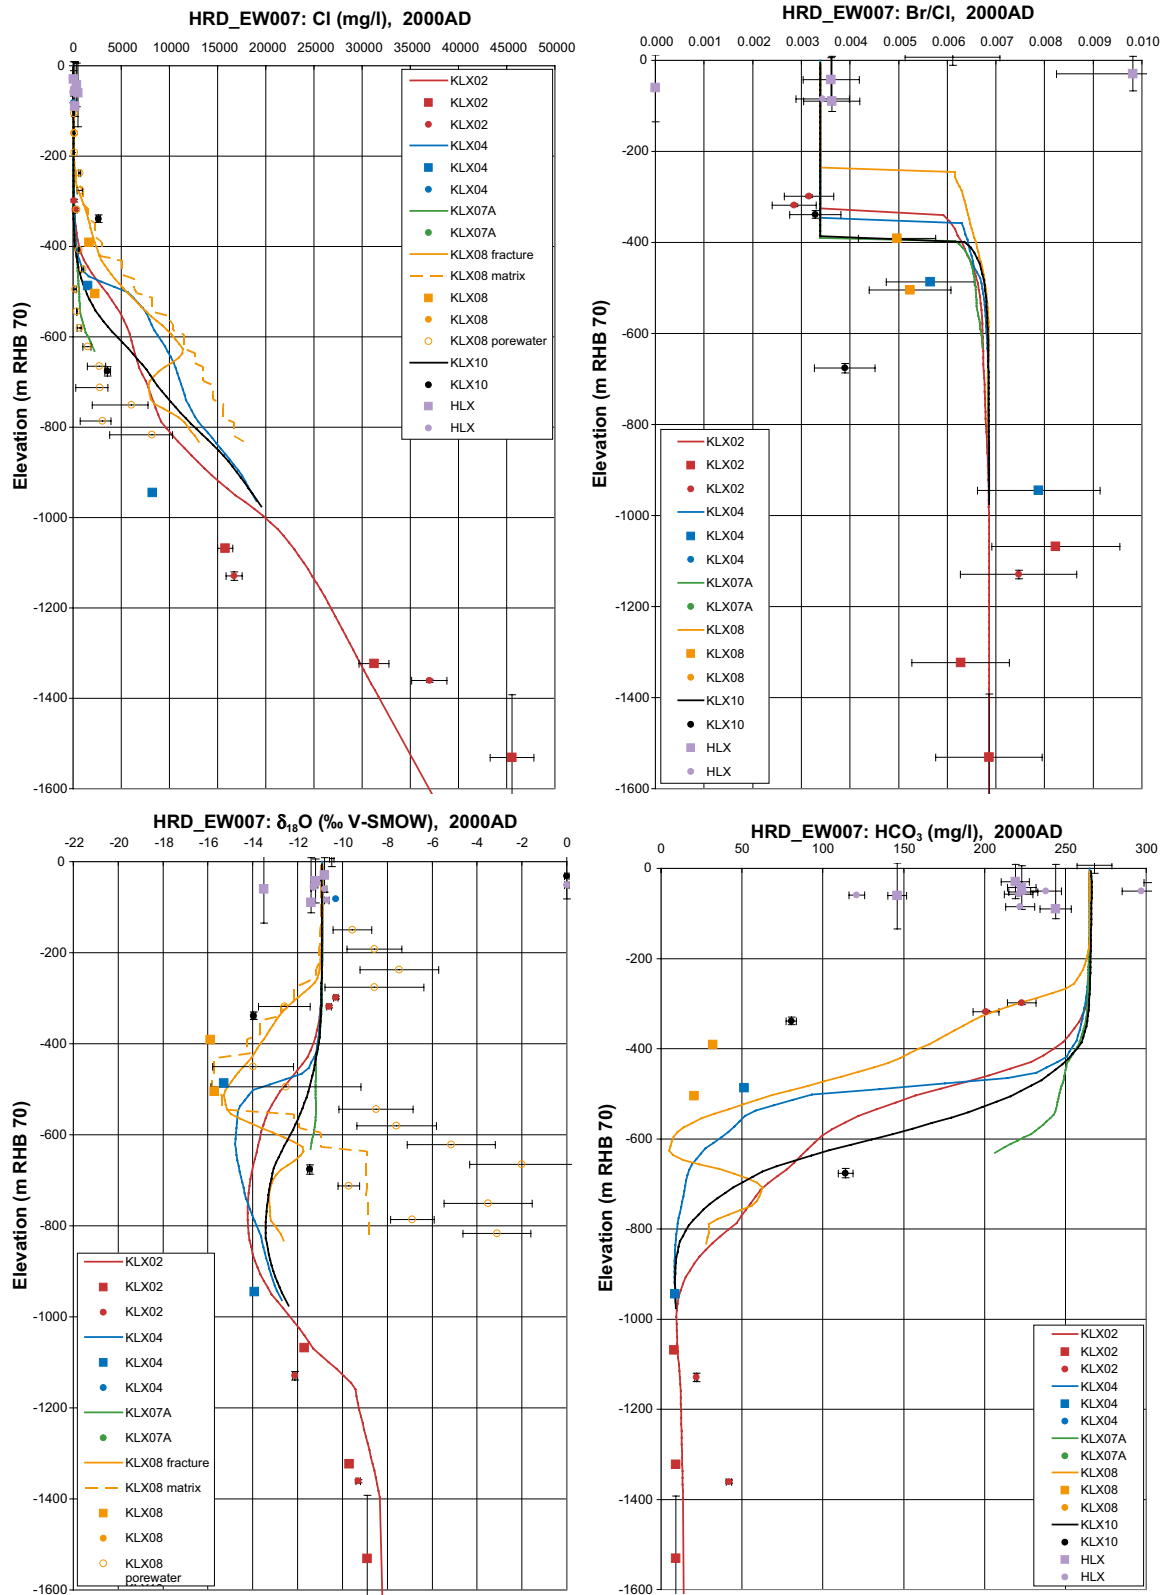 HRD_EW007: Cl (mg/l), 2000AD
0 5000 10000 15000 20000 25000 30000 35000 40000 45000 50000
0
-200
-400
-600
-800
-1000
-1200
-1400
-1600
Elevation (m RHB 70)
KLX02
KLX02
KLX02
KLX04
KLX04
KLX04
KLX07A
KLX07A
KLX08 fracture
KLX08 matrix
KLX08
KLX08
KLX08 porewater
KLX10
KLX10
HLX
HLX
HRD_EW007: Br/Cl, 2000AD
0.000 0.001 0.002 0.003 0.004 0.005 0.006 0.007 0.008 0.009 0.010
0
-200
-400
-600
-800
-1000
-1200
-1400
-1600
Elevation (m RHB 70)
KLX02
KLX02
KLX02
KLX04
KLX04
KLX04
KLX07A
KLX07A
KLX08
KLX08
KLX08
KLX10
KLX10
HLX
HLX
HRD_EW007: δ18O (‰ V-SMOW), 2000AD
-22 -20 -18 -16 -14 -12 -10 -8 -6 -4 -2 0
0
-200
-400
-600
-800
-1000
-1200
-1400
-1600
Elevation (m RHB 70)
KLX02
KLX02
KLX02
KLX04
KLX04
KLX04
KLX07A
KLX07A
KLX08 fracture
KLX08 matrix
KLX08
KLX08
KLX08
porewater
HRD_EW007: HCO3 (mg/l), 2000AD
0 50 100 150 200 250 300
0
-200
-400
-600
-800
-1000
-1200
-1400
-1600
Elevation (m RHB 70)
KLX02
KLX02
KLX02
KLX04
KLX04
KLX04
KLX07A
KLX07A
KLX08
KLX08
KLX08
KLX10
KLX10
HLX
HLX